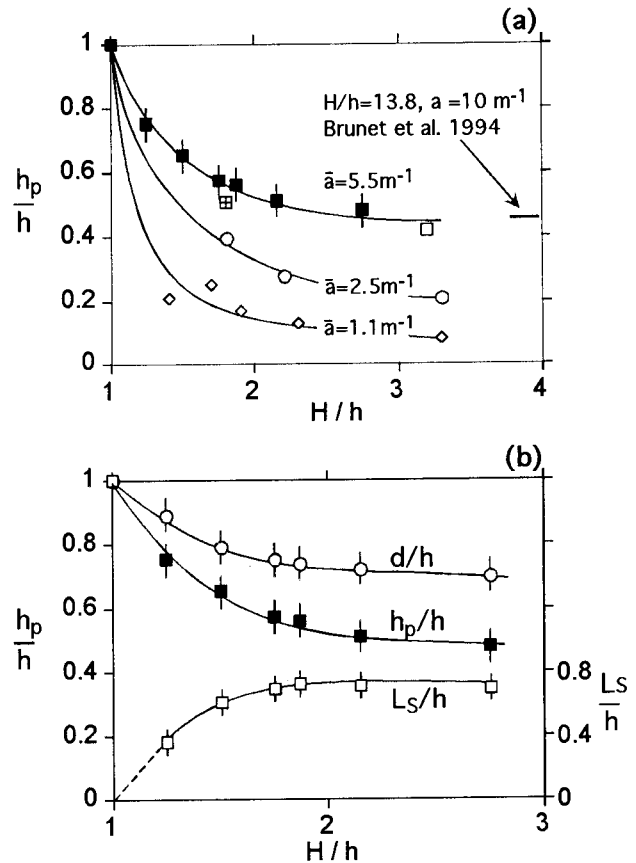 (a)
1
0.8
0.6
0.4
0.2
0
h_p
h
H/h=13.8, a =10 m⁻¹
Brunet et al. 1994
ā=5.5m⁻¹
ā=2.5m⁻¹
ā=1.1m⁻¹
1 2 3 4
H / h
(b)
1
0.8
0.6
0.4
0.2
0
h_p
h
d/h
h_p/h
L_S/h
0.8
0.4
0
L_S
h
1 2 3
H / h